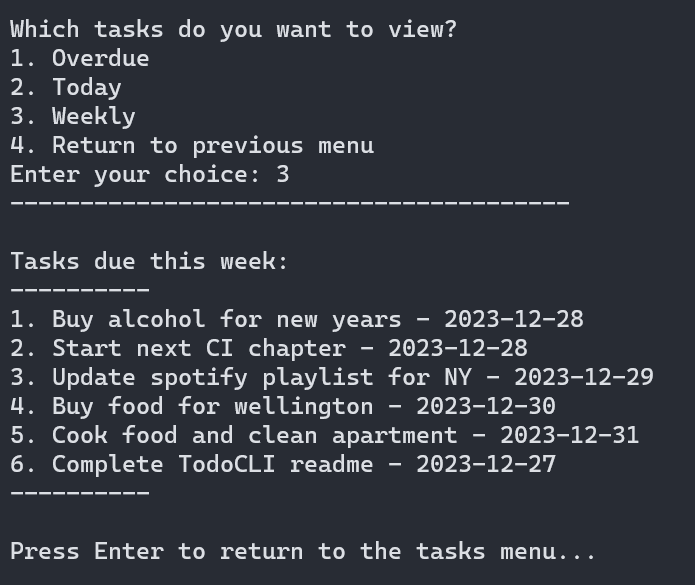 Which tasks do you want to view?
1. Overdue
2. Today
3. Weekly
4. Return to previous menu
Enter your choice: 3
----------------------------------------
Tasks due this week:
----------
1. Buy alcohol for new years - 2023-12-28
2. Start next CI chapter - 2023-12-28
3. Update spotify playlist for NY - 2023-12-29
4. Buy food for wellington - 2023-12-30
5. Cook food and clean apartment - 2023-12-31
6. Complete TodoCLI readme - 2023-12-27
----------
Press Enter to return to the tasks menu...